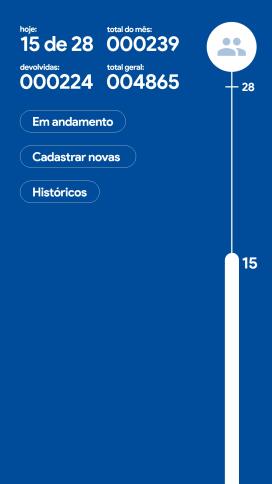 hoje: total do mês:
15 de 28 000239
devolvidas: total geral:
000224 004865
28
Em andamento
Cadastrar novas
Históricos
15